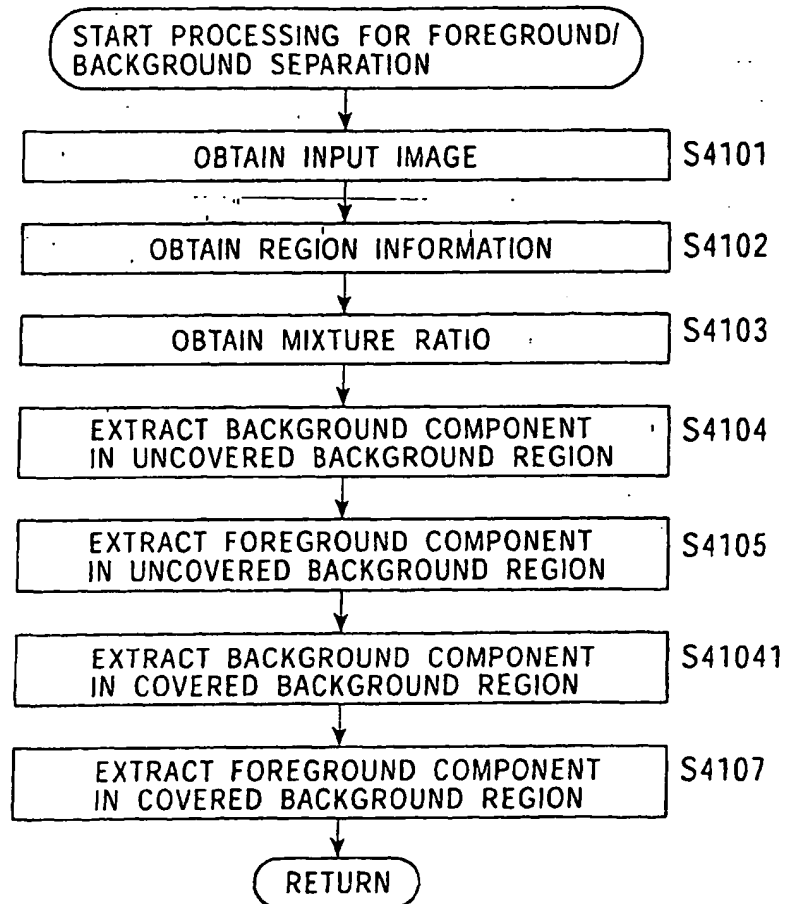 START PROCESSING FOR FOREGROUND/
BACKGROUND SEPARATION
OBTAIN INPUT IMAGE S4101
OBTAIN REGION INFORMATION S4102
OBTAIN MIXTURE RATIO S4103
EXTRACT BACKGROUND COMPONENT S4104
IN UNCOVERED BACKGROUND REGION
EXTRACT FOREGROUND COMPONENT S4105
IN UNCOVERED BACKGROUND REGION
EXTRACT BACKGROUND COMPONENT S41041
IN COVERED BACKGROUND REGION
EXTRACT FOREGROUND COMPONENT S4107
IN COVERED BACKGROUND REGION
RETURN